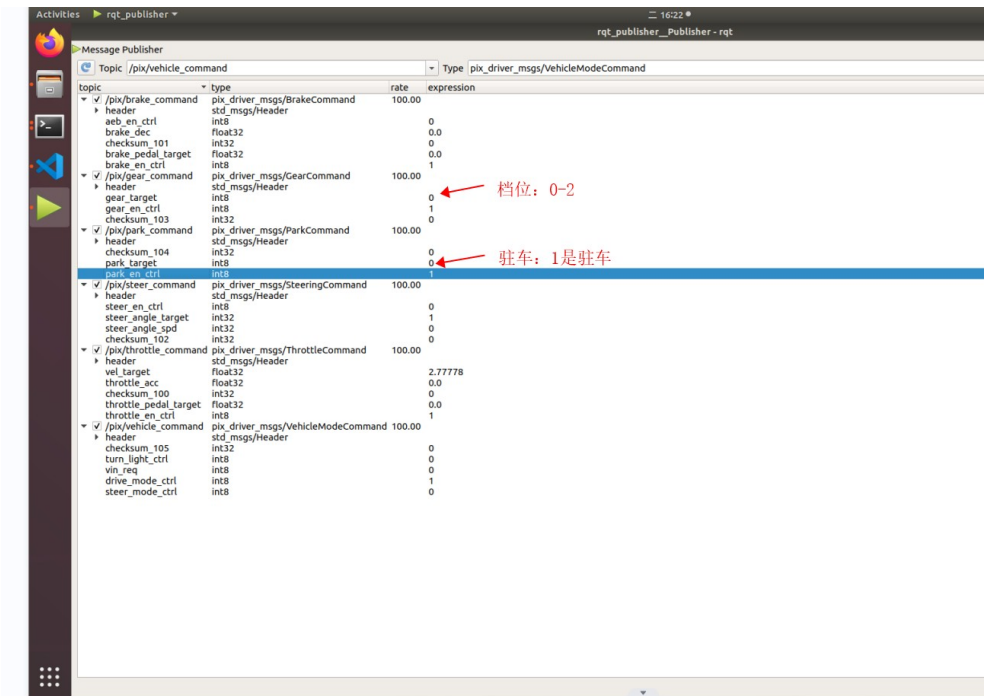 Activities rqt_publisher 二 16:22
rqt_publisher__Publisher - rqt
Message Publisher
Topic /pix/vehicle_command Type pix_driver_msgs/VehicleModeCommand
topic type rate expression
/pix/brake_command pix_driver_msgs/BrakeCommand 100.00
header std_msgs/Header
aeb_en_ctrl int8 0
brake_dec float32 0.0
checksum_101 int32 0
brake_pedal_target float32 0.0
brake_en_ctrl int8 1
/pix/gear_command pix_driver_msgs/GearCommand 100.00
header std_msgs/Header
gear_target int8 0 档位：0-2
gear_en_ctrl int8 1
checksum_103 int32 0
/pix/park_command pix_driver_msgs/ParkCommand 100.00
header std_msgs/Header
checksum_104 int32 0
park_target int8 0 驻车：1是驻车
park_en_ctrl int8 1
/pix/steer_command pix_driver_msgs/SteeringCommand 100.00
header std_msgs/Header
steer_en_ctrl int8 0
steer_angle_target int32 1
steer_angle_spd int32 0
checksum_102 int32 0
/pix/throttle_command pix_driver_msgs/ThrottleCommand 100.00
header std_msgs/Header
vel_target float32 2.77778
throttle_acc float32 0.0
checksum_100 int32 0
throttle_pedal_target float32 0.0
throttle_en_ctrl int8 1
/pix/vehicle_command pix_driver_msgs/VehicleModeCommand 100.00
header std_msgs/Header
checksum_105 int32 0
turn_light_ctrl int8 0
vin_req int8 0
drive_mode_ctrl int8 1
steer_mode_ctrl int8 0